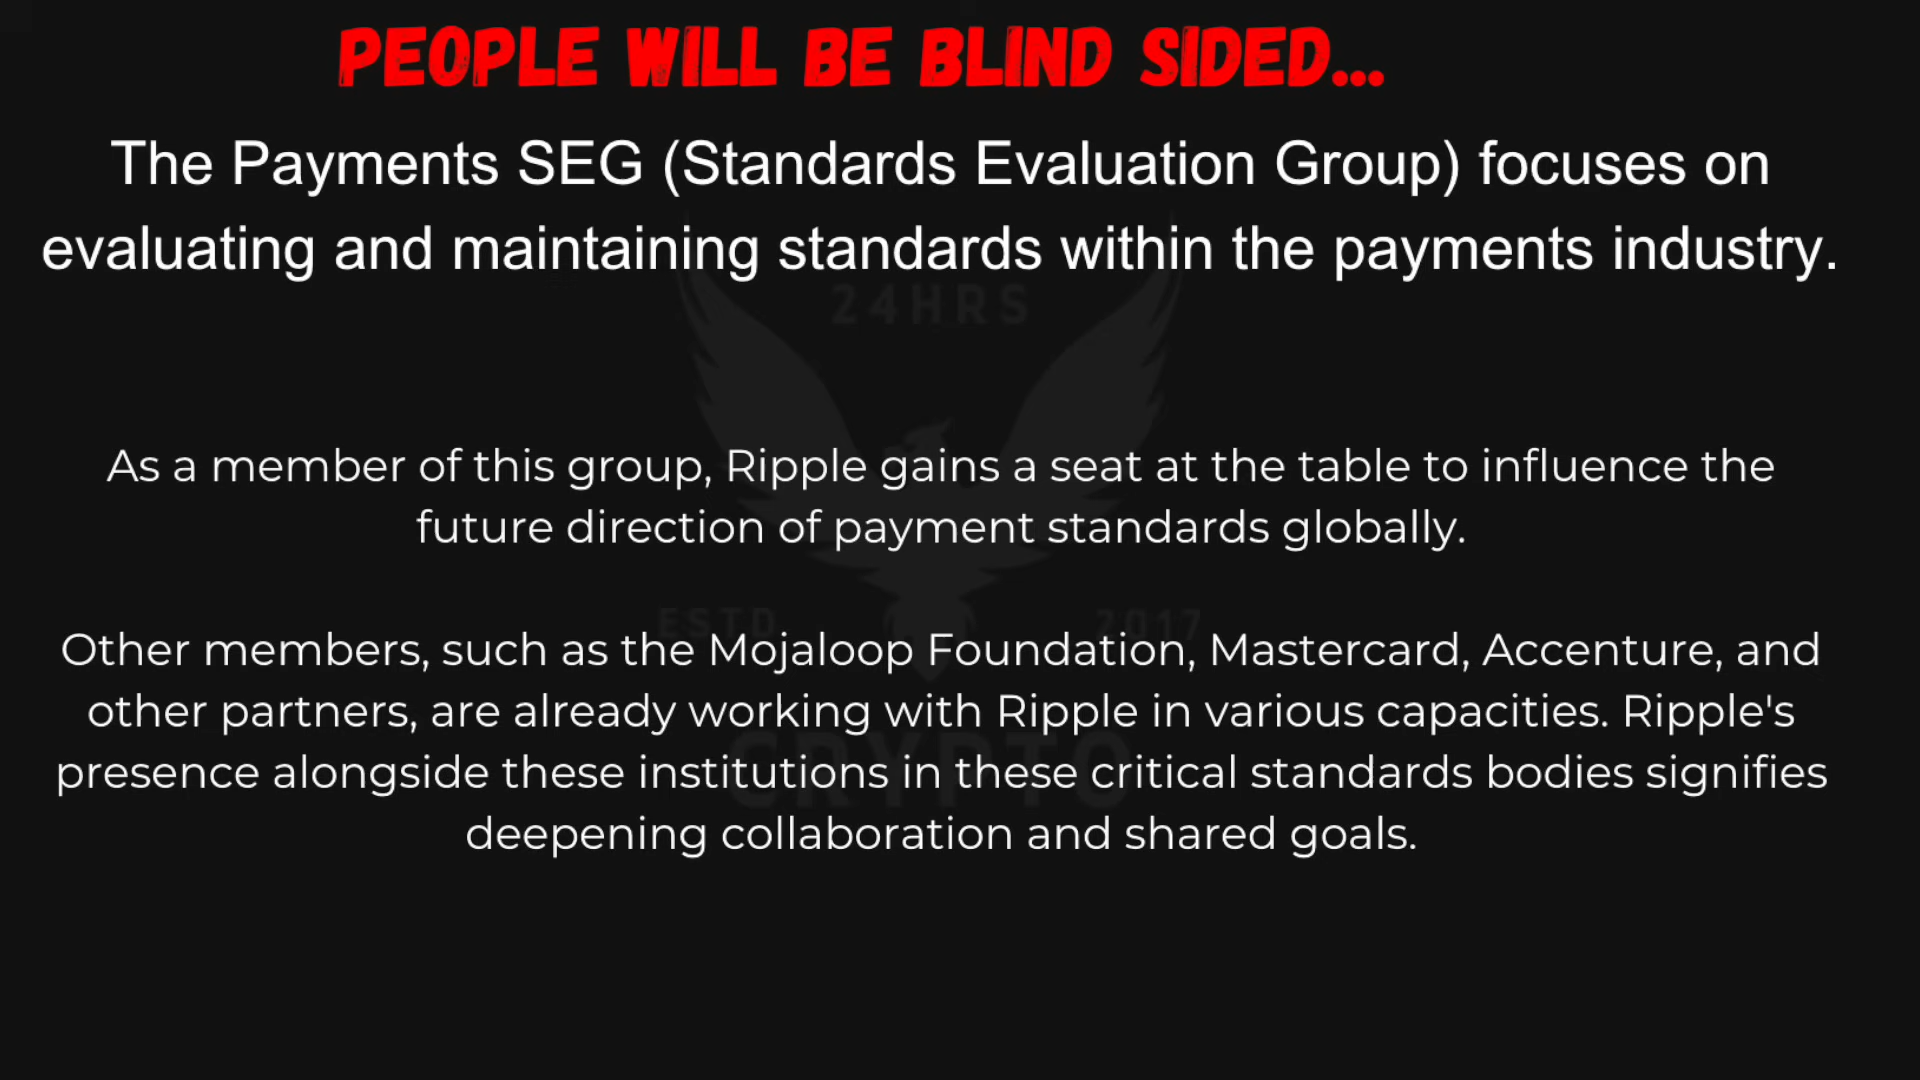 PEOPLE WILL BE BLIND SIDED...
The Payments SEG (Standards Evaluation Group) focuses on
evaluating and maintaining standards within the payments industry.
24HRS
As a member of this group, Ripple gains a seat at the table to influence the
future direction of payment standards globally.
ESTD 2017
Other members, such as the Mojaloop Foundation, Mastercard, Accenture, and
other partners, are already working with Ripple in various capacities. Ripple's
presence alongside these institutions in these critical standards bodies signifies
CRYPTO
deepening collaboration and shared goals.